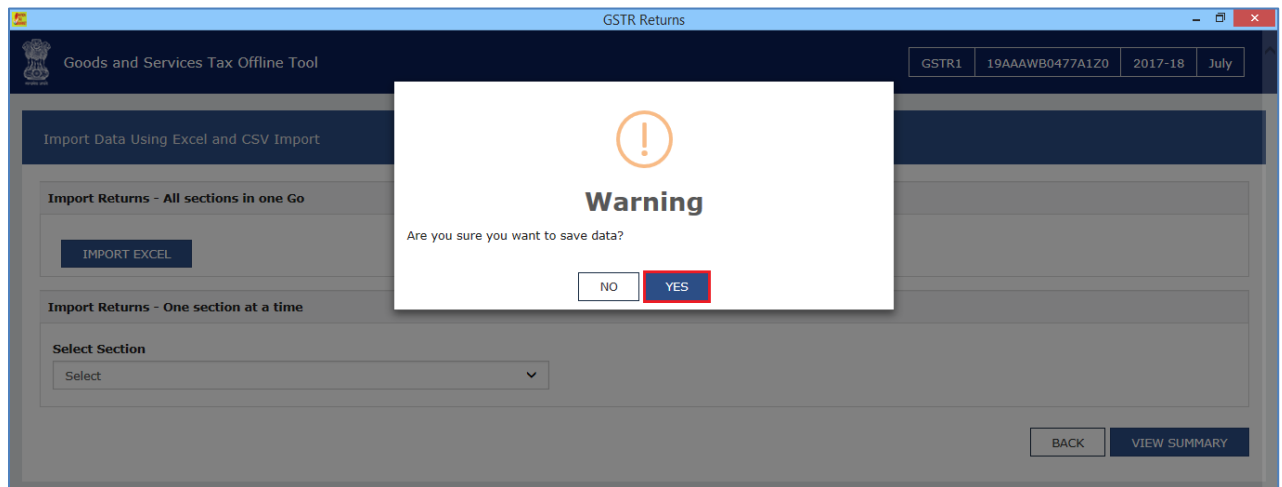 GSTR Returns
Goods and Services Tax Offline Tool
GSTR1 19AAAWB0477A1Z0 2017-18 July
Import Data Using Excel and CSV Import
Warning
Are you sure you want to save data?
NO YES
Import Returns - All sections in one Go
IMPORT EXCEL
Import Returns - One section at a time
Select Section
Select
BACK VIEW SUMMARY